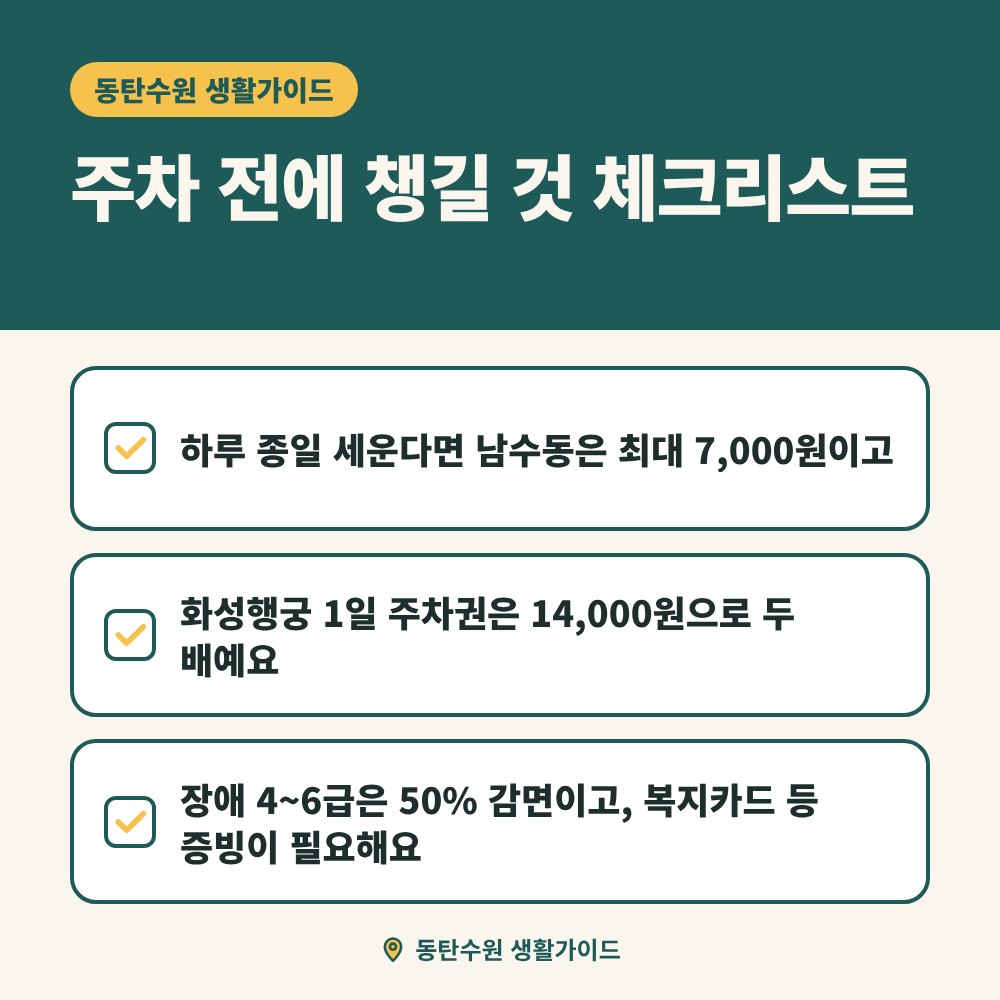 동탄수원 생활가이드
주차 전에 챙길 것 체크리스트
하루 종일 세운다면 남수동은 최대 7,000원이고
화성행궁 1일 주차권은 14,000원으로 두
배예요
장애 4~6급은 50% 감면이고, 복지카드 등
증빙이 필요해요
동탄수원 생활가이드